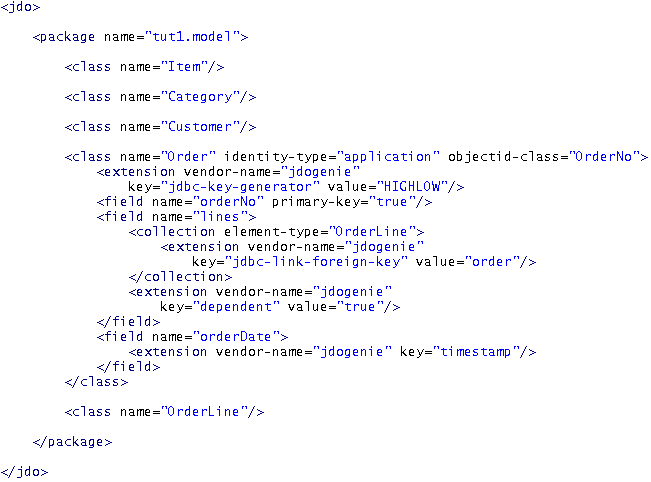 <jdo>
<package name="tut1.model">
<class name="Item"/>
<class name="Category"/>
<class name="Customer"/>
<class name="Order" identity-type="application" objectid-class="OrderNo">
<extension vendor-name="jdogenie"
key="jdbc-key-generator" value="HIGHLOW"/>
<field name="orderNo" primary-key="true"/>
<field name="lines">
<collection element-type="OrderLine">
<extension vendor-name="jdogenie"
key="jdbc-link-foreign-key" value="order"/>
</collection>
<extension vendor-name="jdogenie"
key="dependent" value="true"/>
</field>
<field name="orderDate">
<extension vendor-name="jdogenie" key="timestamp"/>
</field>
</class>
<class name="OrderLine"/>
</package>
</jdo>